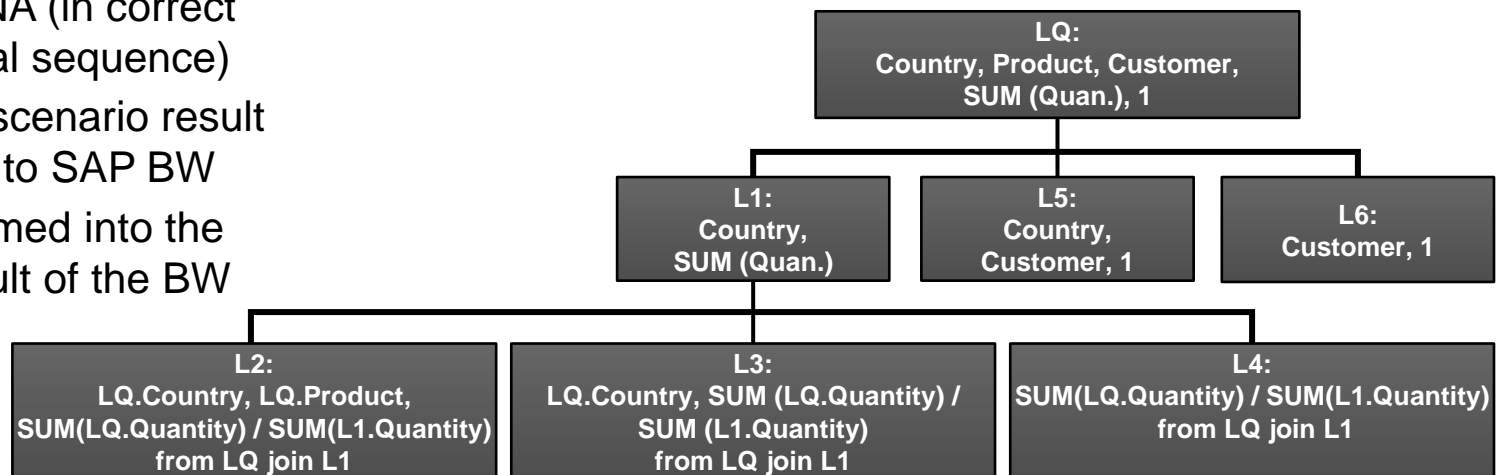 NA (in correct
al sequence)
scenario result
to SAP BW
med into the
ult of the BW
LQ:
Country, Product, Customer,
SUM (Quan.), 1
L1:
Country,
SUM (Quan.)
L5:
Country,
Customer, 1
L6:
Customer, 1
L2:
LQ.Country, LQ.Product,
SUM(LQ.Quantity) / SUM(L1.Quantity)
from LQ join L1
L3:
LQ.Country, SUM (LQ.Quantity) /
SUM (L1.Quantity)
from LQ join L1
L4:
SUM(LQ.Quantity) / SUM(L1.Quantity)
from LQ join L1